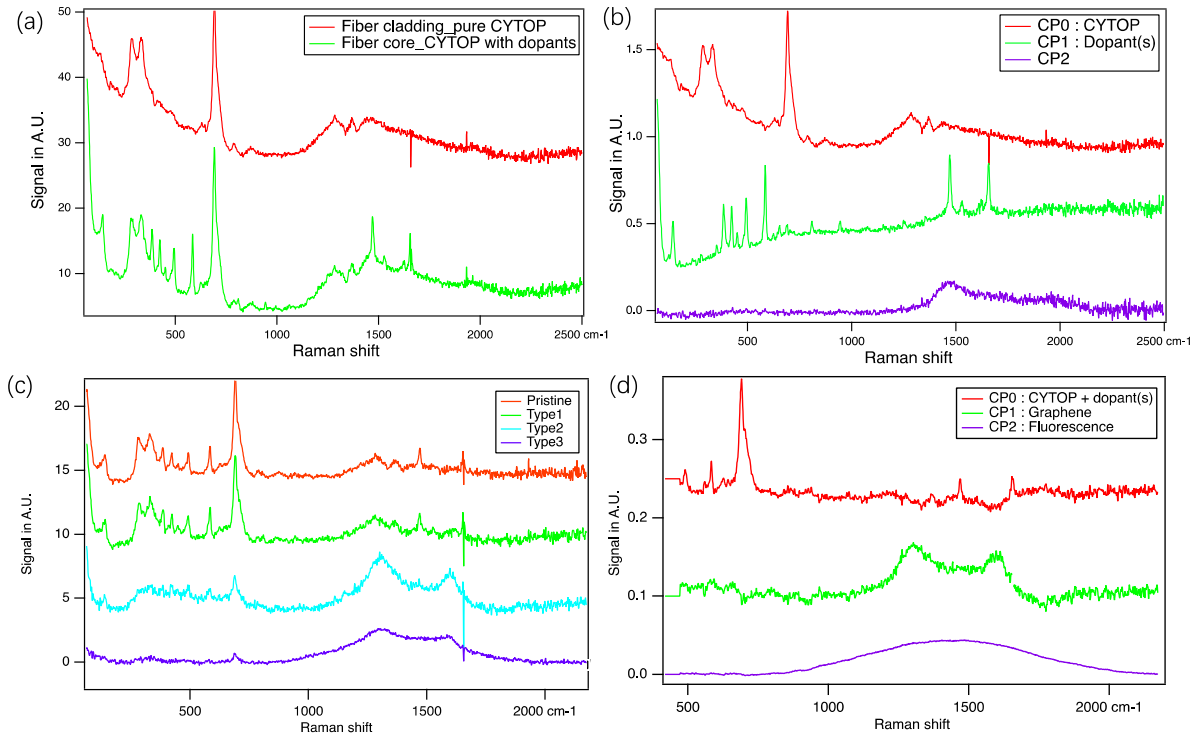 (a)
Fiber cladding_pure CYTOP
Fiber core_CYTOP with dopants
Signal in A.U.
50
40
30
20
10
500
1000
1500
2000
2500 cm-1
Raman shift
(b)
CP0 : CYTOP
CP1 : Dopant(s)
CP2
Signal in A.U.
1.5
1.0
0.5
0.0
500
1000
1500
2000
2500 cm-1
Raman shift
(c)
Pristine
Type1
Type2
Type3
Signal in A.U.
20
15
10
5
0
500
1000
1500
2000 cm-1
Raman shift
(d)
CP0 : CYTOP + dopant(s)
CP1 : Graphene
CP2 : Fluorescence
Signal in A.U.
0.3
0.2
0.1
0.0
500
1000
1500
2000 cm-1
Raman shift